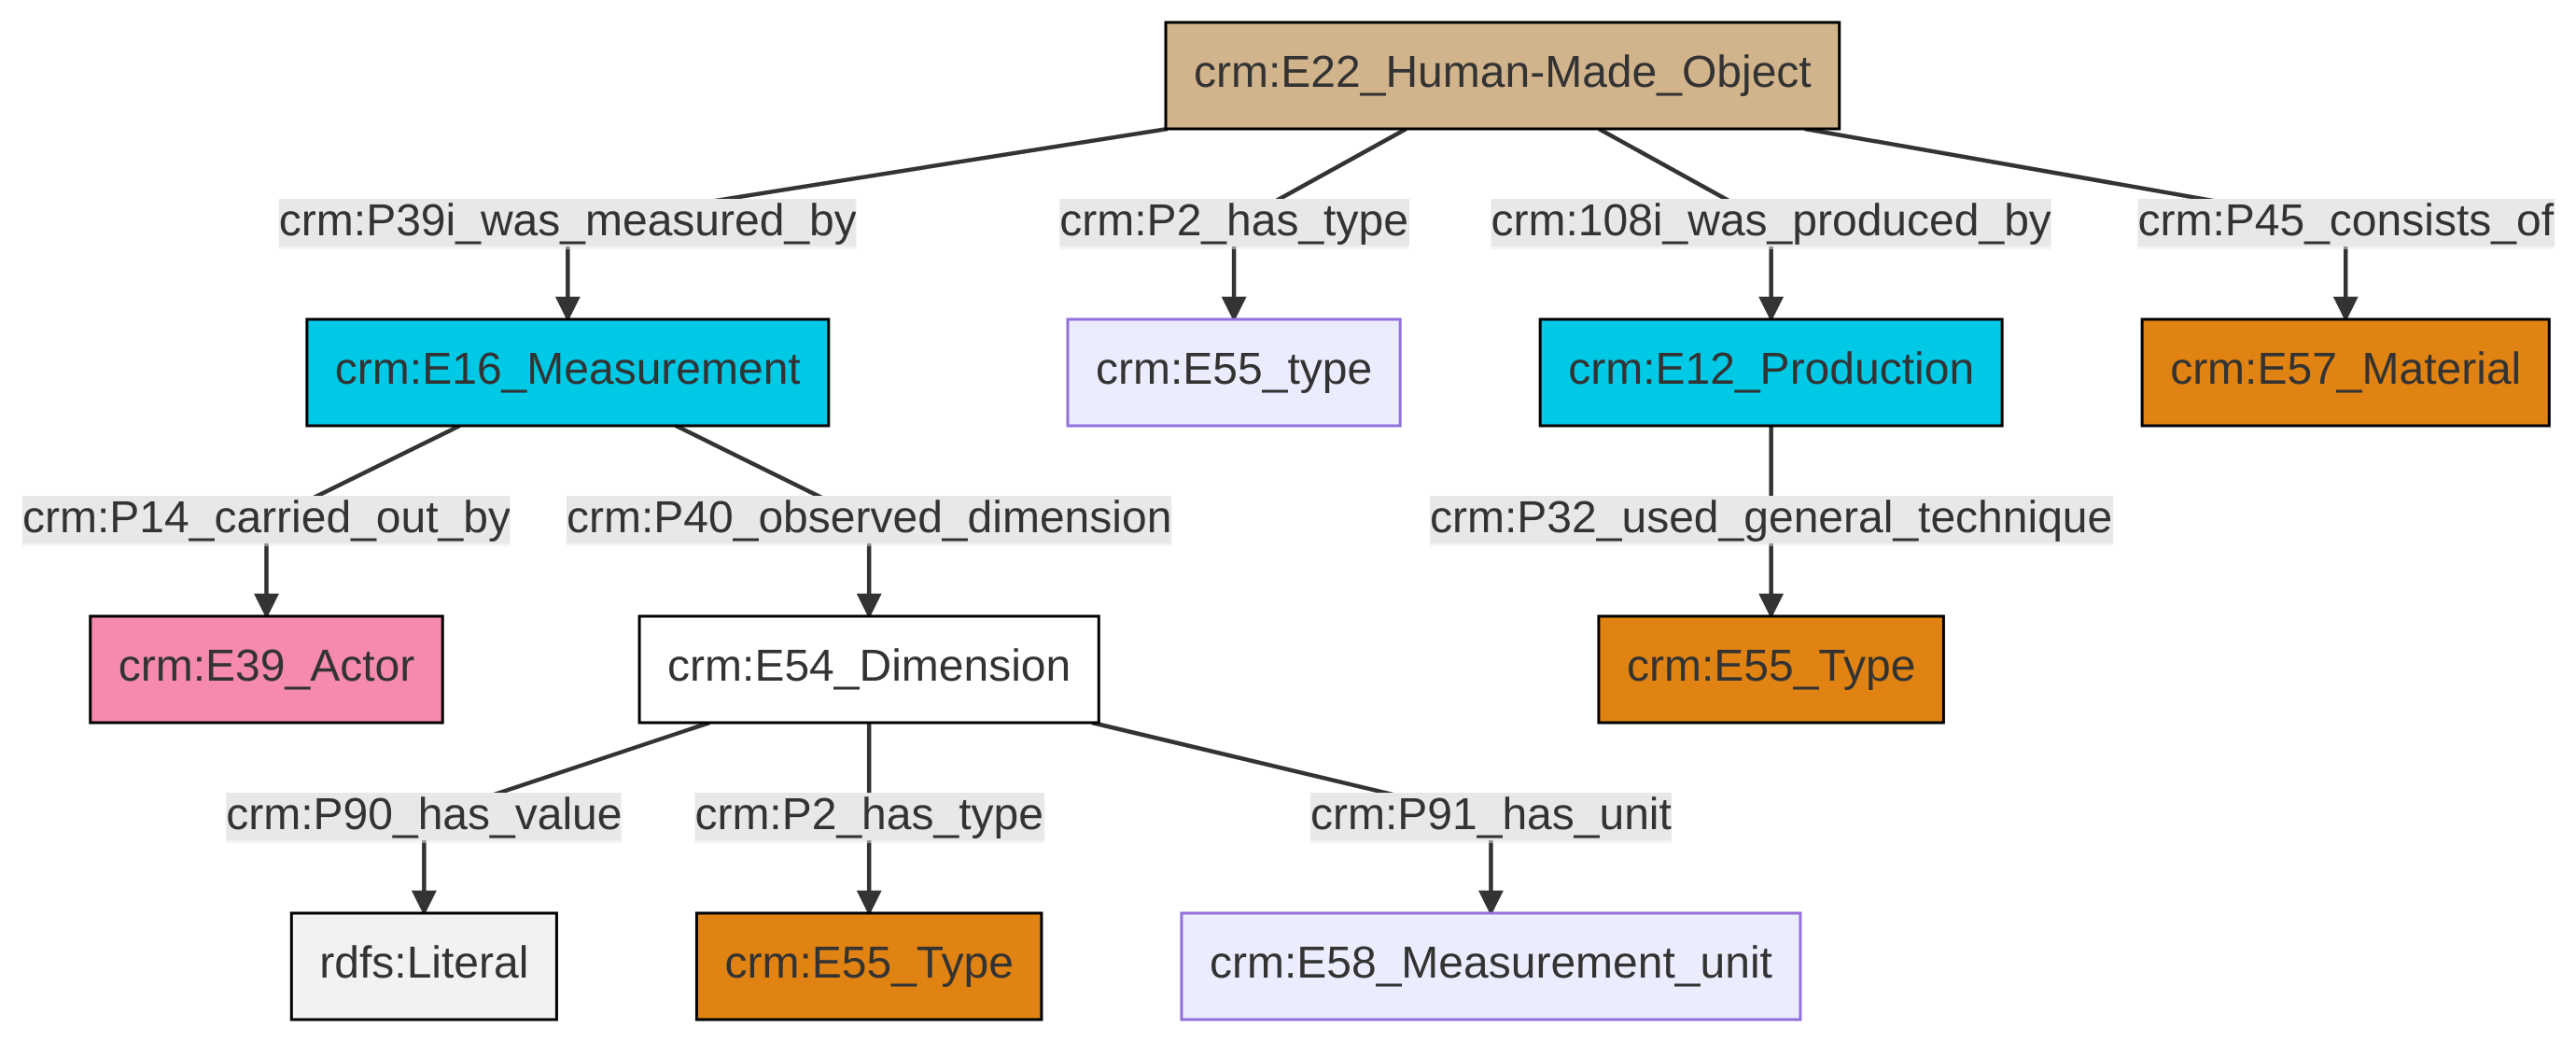 crm:E22_Human-Made_Object
crm:P39i_was_measured_by
crm:P2_has_type
crm:108i_was_produced_by
crm:P45_consists_of
crm:E16_Measurement
crm:E55_type
crm:E12_Production
crm:E57_Material
crm:P14_carried_out_by
crm:P40_observed_dimension
crm:P32_used_general_technique
crm:E39_Actor
crm:E54_Dimension
crm:E55_Type
crm:P90_has_value
crm:P2_has_type
crm:P91_has_unit
rdfs:Literal
crm:E55_Type
crm:E58_Measurement_unit